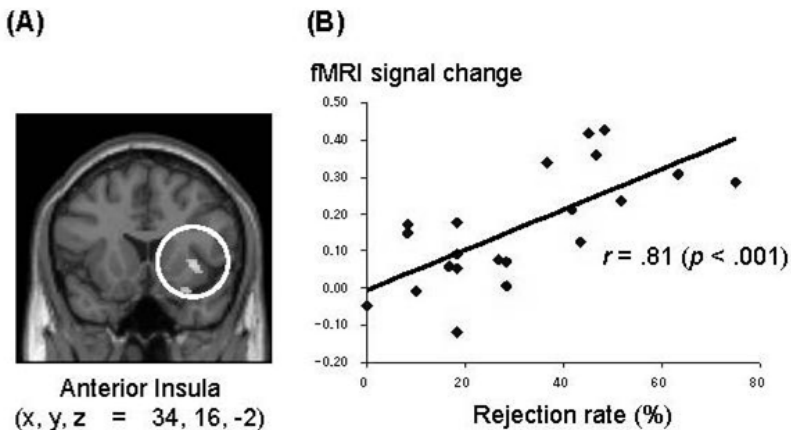 (A)
Anterior Insula
(x, y, z = 34, 16, -2)
(B)
fMRI signal change
0.50
0.40
0.30
0.20
0.10
0.00
-0.10
-0.20
r = .81 (p < .001)
0 20 40 60 80
Rejection rate (%)